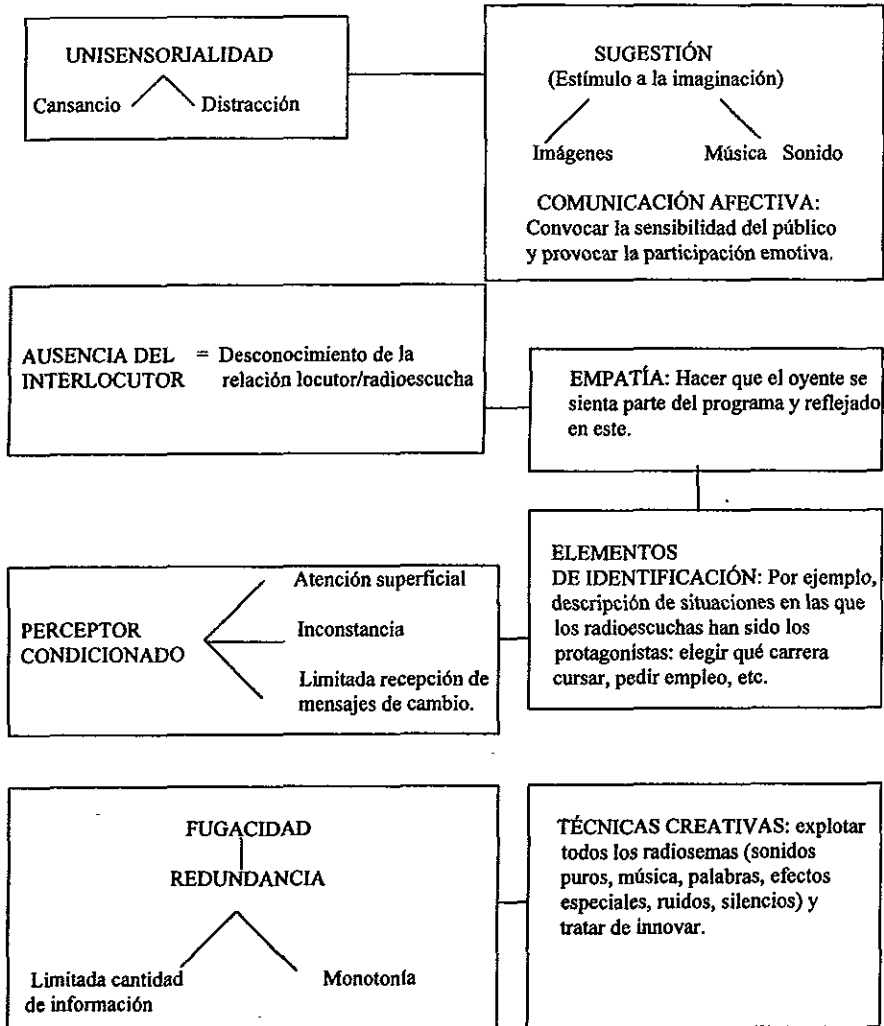 UNISENSORIALIDAD
Cansancio Distracción
SUGESTIÓN
(Estímulo a la imaginación)
Imágenes Música Sonido
COMUNICACIÓN AFECTIVA:
Convocar la sensibilidad del público
y provocar la participación emotiva.
AUSENCIA DEL = Desconocimiento de la
INTERLOCUTOR relación locutor/radioescucha
EMPATÍA: Hacer que el oyente se
sienta parte del programa y reflejado
en este.
PERCEPTOR
CONDICIONADO
Atención superficial
Inconstancia
Limitada recepción de
mensajes de cambio.
ELEMENTOS
DE IDENTIFICACIÓN: Por ejemplo,
descripción de situaciones en las que
los radioescuchas han sido los
protagonistas: elegir qué carrera
cursar, pedir empleo, etc.
FUGACIDAD
REDUNDANCIA
Limitada cantidad
de información
Monotonía
TÉCNICAS CREATIVAS: explotar
todos los radiosemas (sonidos
puros, música, palabras, efectos
especiales, ruidos, silencios) y
tratar de innovar.